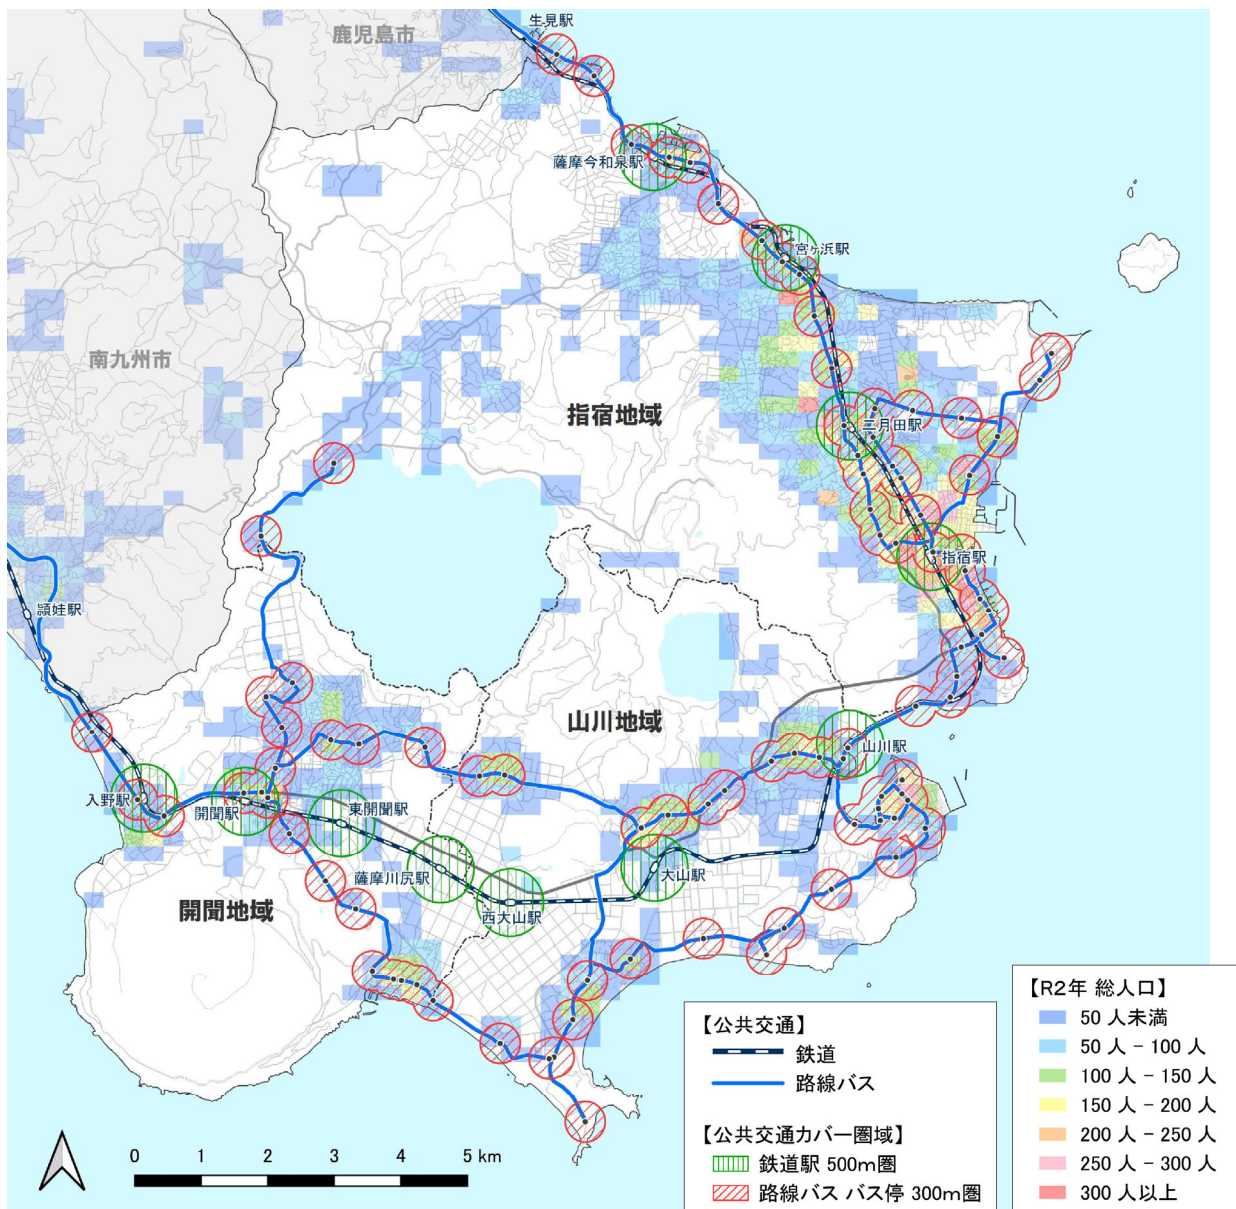 生見駅
鹿児島市
薩摩今和泉駅
宮ヶ浜駅
南九州市
指宿地域
二月田駅
指宿駅
頴娃駅
山川地域
山川駅
入野駅
開聞駅
東開聞駅
薩摩川尻駅
大山駅
西大山駅
開聞地域
【公共交通】
鉄道
路線バス
【公共交通カバー圏域】
鉄道駅 500m圏
路線バス バス停 300m圏
【R2年 総人口】
50 人未満
50 人 − 100 人
100 人 − 150 人
150 人 − 200 人
200 人 − 250 人
250 人 − 300 人
300 人以上
0 1 2 3 4 5 km